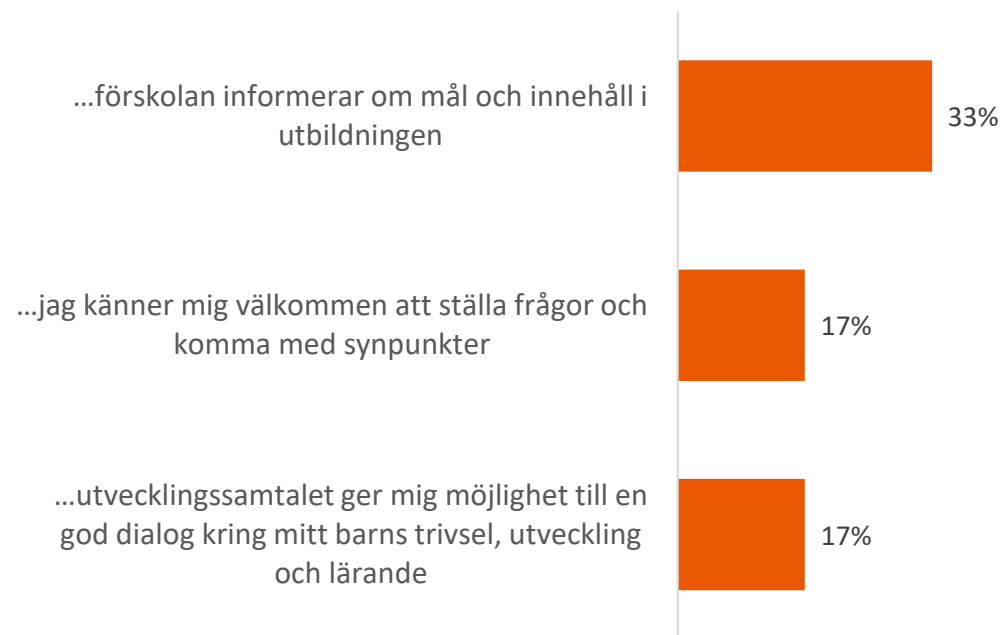 ...förskolan informerar om mål och innehåll i
utbildningen
33%
...jag känner mig välkommen att ställa frågor och
komma med synpunkter
17%
...utvecklingssamtalet ger mig möjlighet till en
god dialog kring mitt barns trivsel, utveckling
och lärande
17%